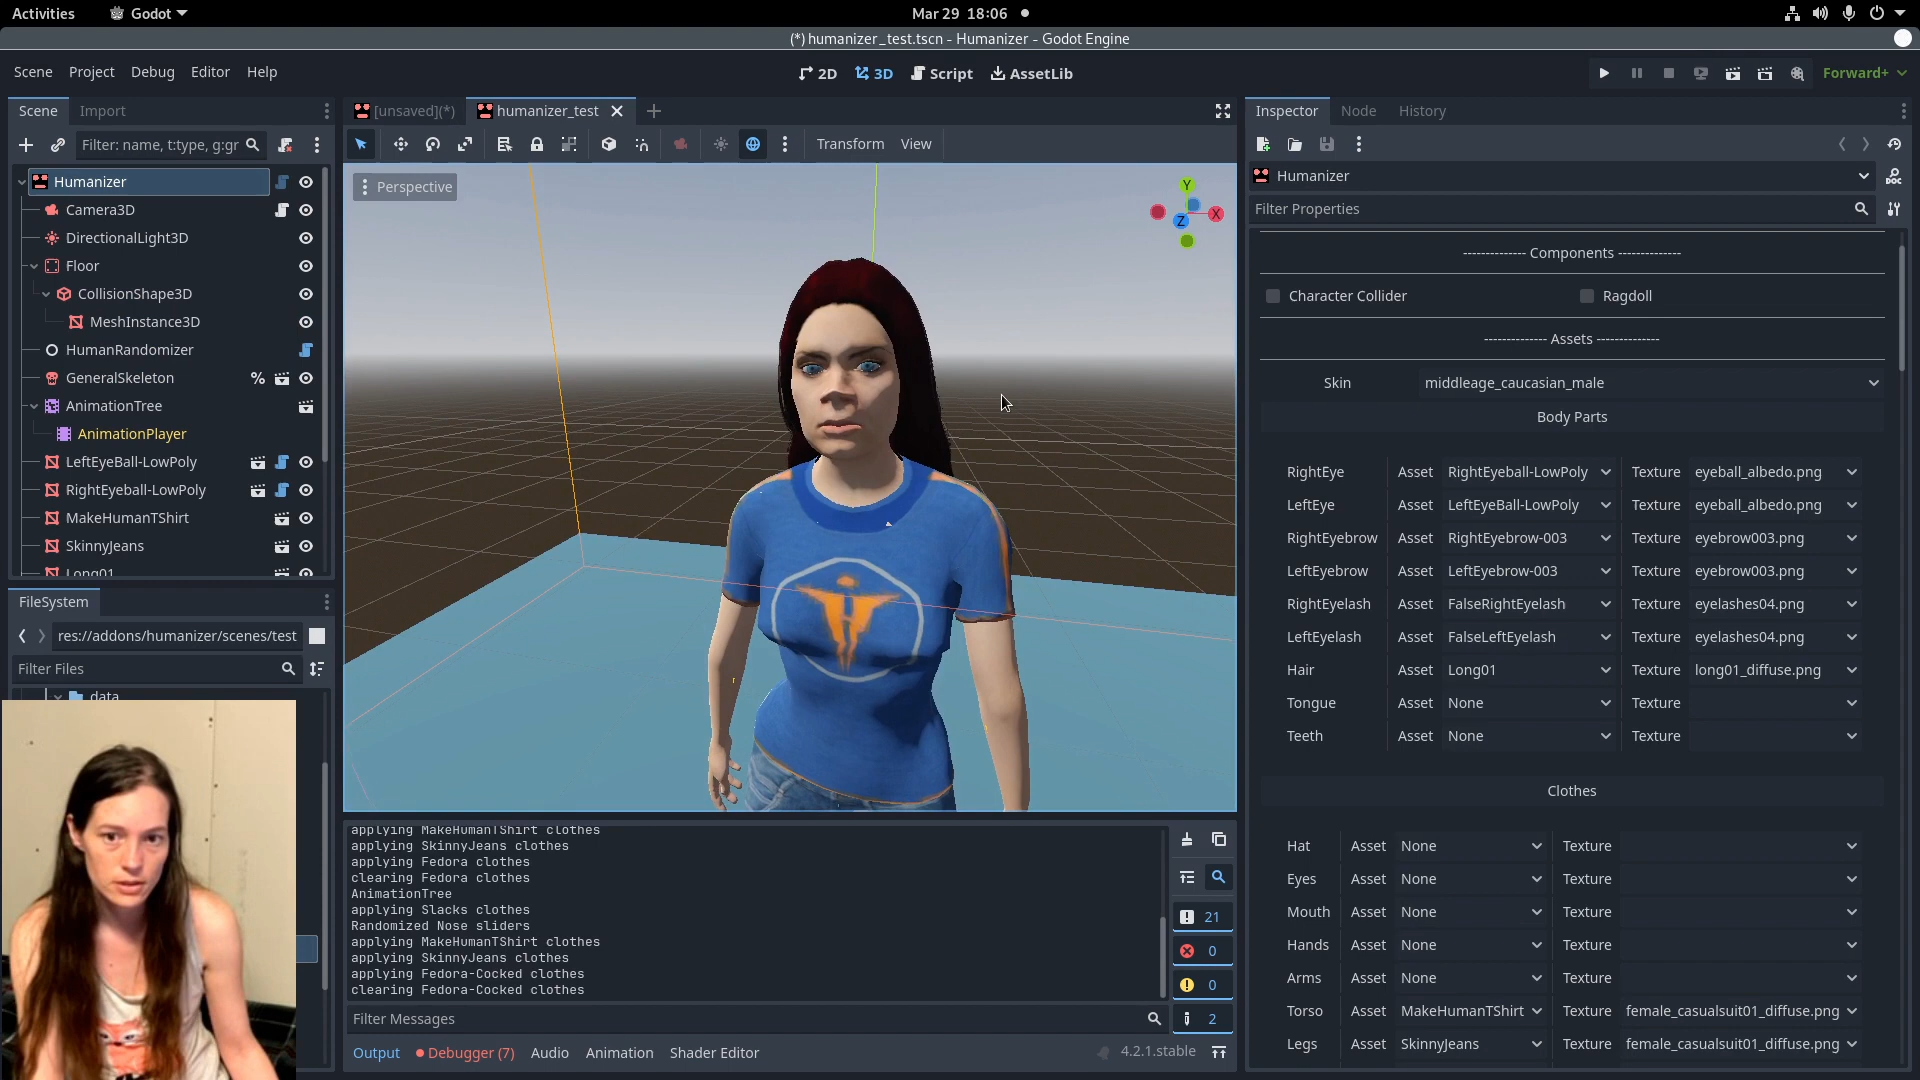 Activities
Godot
Mar 29 18:06
(*) humanizer_test.tscn - Humanizer - Godot Engine
Scene Project Debug Editor Help
2D 3D Script AssetLib
Forward+
Scene Import
Filter: name, t:type, g:gr
Humanizer
Camera3D
DirectionalLight3D
Floor
CollisionShape3D
MeshInstance3D
HumanRandomizer
GeneralSkeleton %
AnimationTree
AnimationPlayer
LeftEyeBall-LowPoly
RightEyeball-LowPoly
MakeHumanTShirt
SkinnyJeans
Long01
FileSystem
res://addons/humanizer/scenes/test
Filter Files
data
[unsaved](*) humanizer_test
Transform View
Perspective
Y
X
Z
applying MakeHumanTShirt clothes
applying SkinnyJeans clothes
applying Fedora clothes
clearing Fedora clothes
AnimationTree
applying Slacks clothes
Randomized Nose sliders
applying MakeHumanTShirt clothes
applying SkinnyJeans clothes
applying Fedora-Cocked clothes
clearing Fedora-Cocked clothes
21
0
0
2
Filter Messages
Output Debugger (7) Audio Animation Shader Editor 4.2.1.stable
Inspector Node History
Humanizer
Filter Properties
-------------- Components --------------
Character Collider Ragdoll
-------------- Assets --------------
Skin middleage_caucasian_male
Body Parts
RightEye Asset RightEyeball-LowPoly Texture eyeball_albedo.png
LeftEye Asset LeftEyeBall-LowPoly Texture eyeball_albedo.png
RightEyebrow Asset RightEyebrow-003 Texture eyebrow003.png
LeftEyebrow Asset LeftEyebrow-003 Texture eyebrow003.png
RightEyelash Asset FalseRightEyelash Texture eyelashes04.png
LeftEyelash Asset FalseLeftEyelash Texture eyelashes04.png
Hair Asset Long01 Texture long01_diffuse.png
Tongue Asset None Texture
Teeth Asset None Texture
Clothes
Hat Asset None Texture
Eyes Asset None Texture
Mouth Asset None Texture
Hands Asset None Texture
Arms Asset None Texture
Torso Asset MakeHumanTShirt Texture female_casualsuit01_diffuse.png
Legs Asset SkinnyJeans Texture female_casualsuit01_diffuse.png